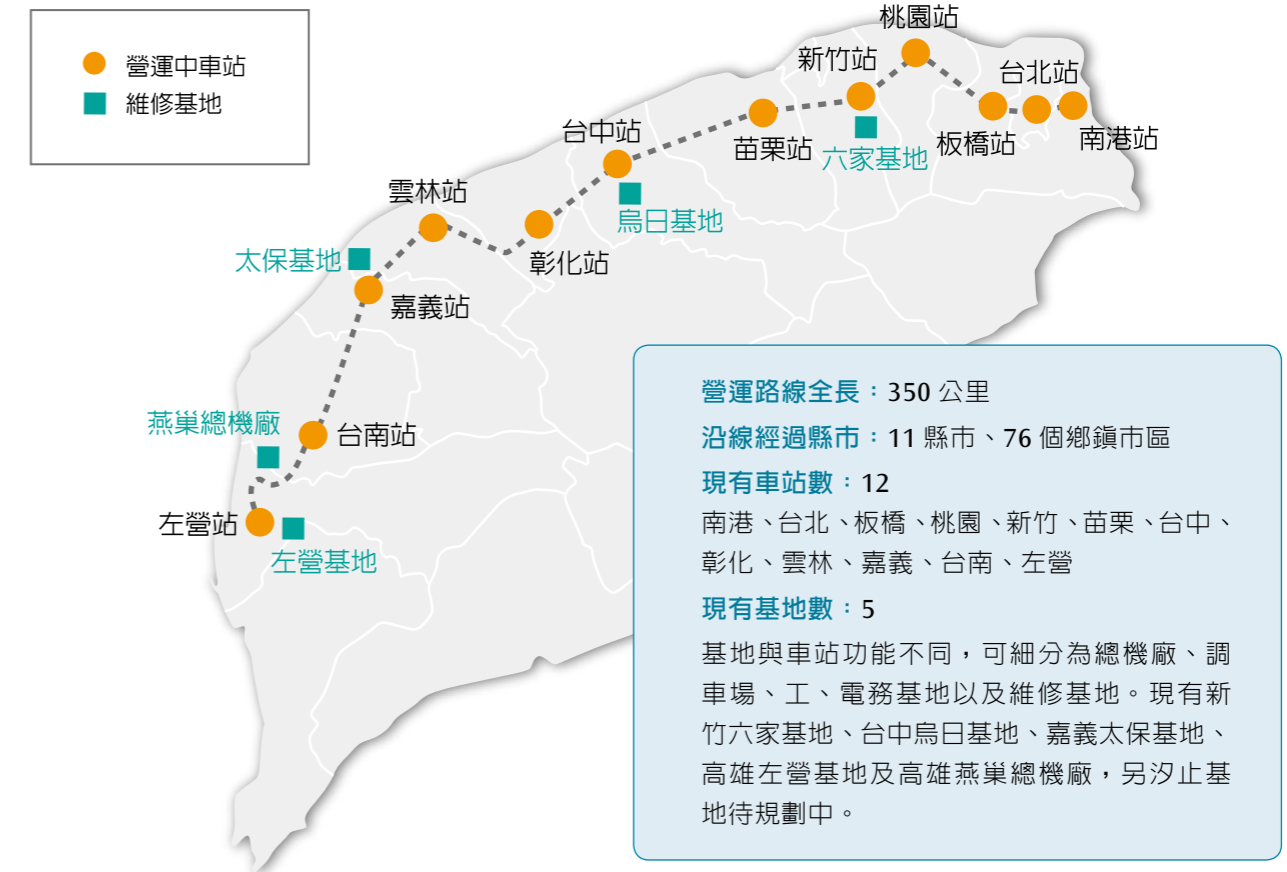 營運中車站
維修基地
桃園站
新竹站
台北站
台中站
苗栗站
六家基地
板橋站
南港站
雲林站
烏日基地
太保基地
彰化站
嘉義站
燕巢總機廠
台南站
左營站
左營基地
營運路線全長：350 公里
沿線經過縣市：11 縣市、76 個鄉鎮市區
現有車站數：12
南港、台北、板橋、桃園、新竹、苗栗、台中、
彰化、雲林、嘉義、台南、左營
現有基地數：5
基地與車站功能不同，可細分為總機廠、調
車場、工、電務基地以及維修基地。現有新
竹六家基地、台中烏日基地、嘉義太保基地、
高雄左營基地及高雄燕巢總機廠，另汐止基
地待規劃中。